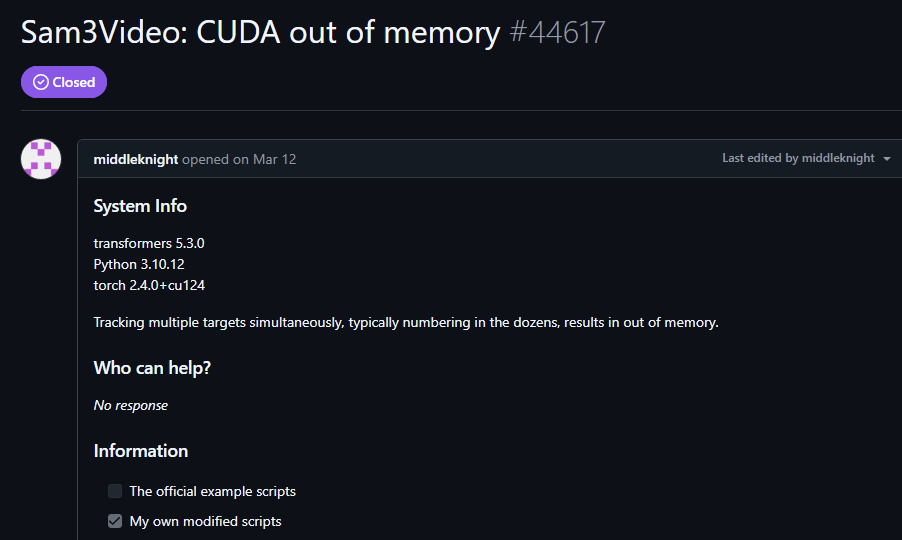 Sam3Video: CUDA out of memory #44617
Closed
middleknight opened on Mar 12
Last edited by middleknight
System Info
transformers 5.3.0
Python 3.10.12
torch 2.4.0+cu124
Tracking multiple targets simultaneously, typically numbering in the dozens, results in out of memory.
Who can help?
No response
Information
The official example scripts
My own modified scripts